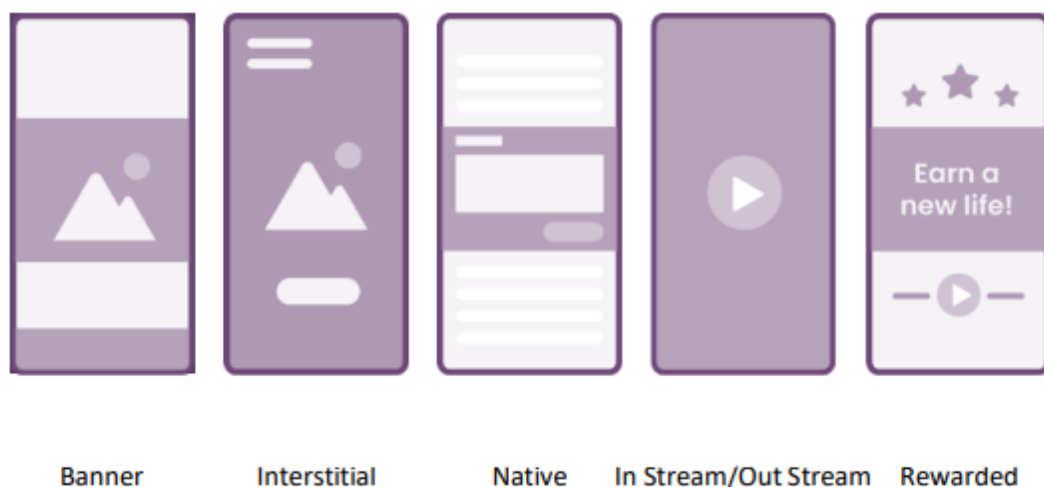 Earn a
new life!
Banner
Interstitial
Native
In Stream/Out Stream
Rewarded